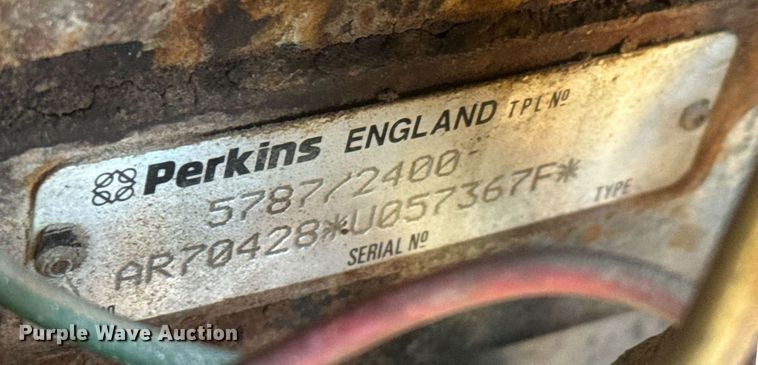 Perkins ENGLAND TPL Nº
5787/2400-
AR70428*U057367F*
SERIAL Nº TYPE
Purple Wave Auction